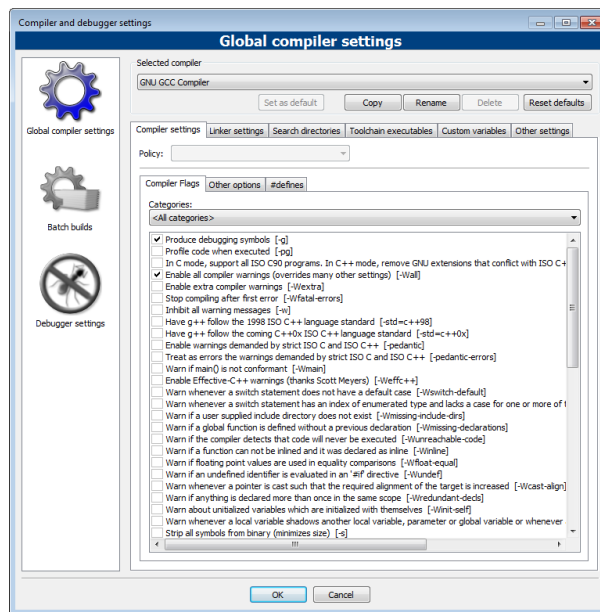 Compiler and debugger settings
Global compiler settings
Global compiler settings
Batch builds
Debugger settings
Selected compiler
GNU GCC Compiler
Set as default Copy Rename Delete Reset defaults
Compiler settings Linker settings Search directories Toolchain executables Custom variables Other settings
Policy:
Compiler Flags Other options #defines
Categories:
<All categories>
Produce debugging symbols [-g]
Profile code when executed [-pg]
In C mode, support all ISO C90 programs. In C++ mode, remove GNU extensions that conflict with ISO C+
Enable all compiler warnings (overrides many other settings) [-Wall]
Enable extra compiler warnings [-Wextra]
Stop compiling after first error [-Wfatal-errors]
Inhibit all warning messages [-w]
Have g++ follow the 1998 ISO C++ language standard [-std=c++98]
Have g++ follow the coming C++0x ISO C++ language standard [-std=c++0x]
Enable warnings demanded by strict ISO C and ISO C++ [-pedantic]
Treat as errors the warnings demanded by strict ISO C and ISO C++ [-pedantic-errors]
Warn if main() is not conformant [-Wmain]
Enable Effective-C++ warnings (thanks Scott Meyers) [-Weffc++]
Warn whenever a switch statement does not have a default case [-Wswitch-default]
Warn whenever a switch statement has an index of enumerated type and lacks a case for one or more of t
Warn if a user supplied include directory does not exist [-Wmissing-include-dirs]
Warn if a global function is defined without a previous declaration [-Wmissing-declarations]
Warn if the compiler detects that code will never be executed [-Wunreachable-code]
Warn if a function can not be inlined and it was declared as inline [-Winline]
Warn if floating point values are used in equality comparisons [-Wfloat-equal]
Warn if an undefined identifier is evaluated in an '#if' directive [-Wundef]
Warn whenever a pointer is cast such that the required alignment of the target is increased [-Wcast-align]
Warn if anything is declared more than once in the same scope [-Wredundant-decls]
Warn about unitialized variables which are initialized with themselves [-Winit-self]
Warn whenever a local variable shadows another local variable, parameter or global variable or whenever
Strip all symbols from binary (minimizes size) [-s]
OK Cancel